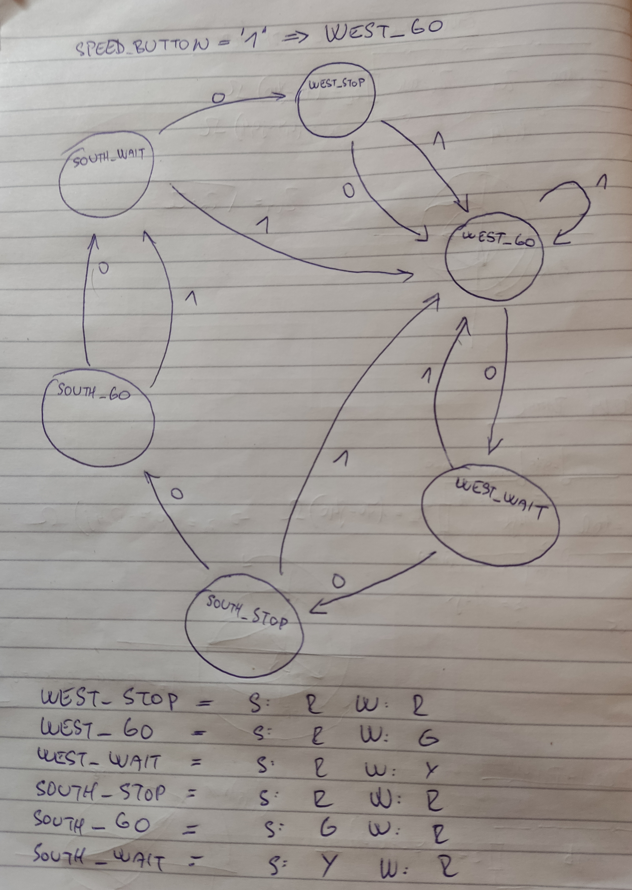 SPEED_BUTTON = '1' => WEST_GO
WEST_STOP
0
SOUTH_WAIT
1
0
1
1
WEST_GO
0
1
1
0
SOUTH_GO
1
WEST_WAIT
0
0
SOUTH_STOP
WEST_STOP = S: R W: R
WEST_GO = S: R W: G
WEST_WAIT = S: R W: Y
SOUTH_STOP = S: R W: R
SOUTH_GO = S: G W: R
SOUTH_WAIT = S: Y W: R